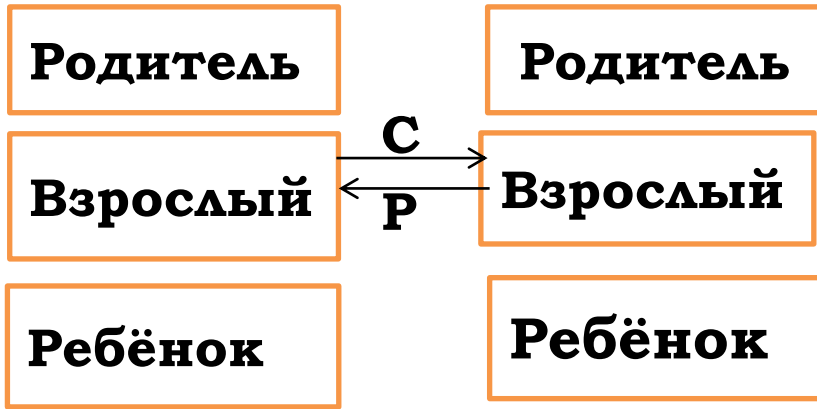 Родитель Родитель
С
Взрослый Взрослый
Р
Ребёнок Ребёнок